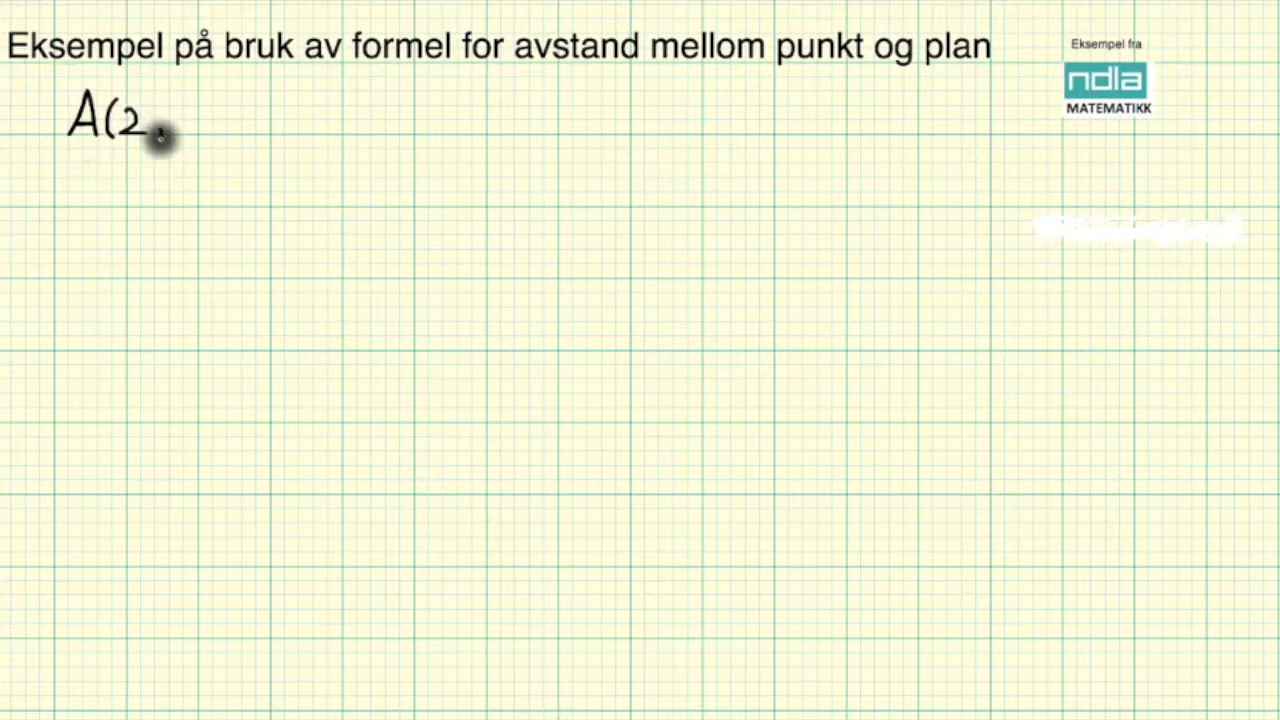 Eksempel på bruk av formel for avstand mellom punkt og plan
Eksempel fra
ndla
MATEMATIKK
A(2,